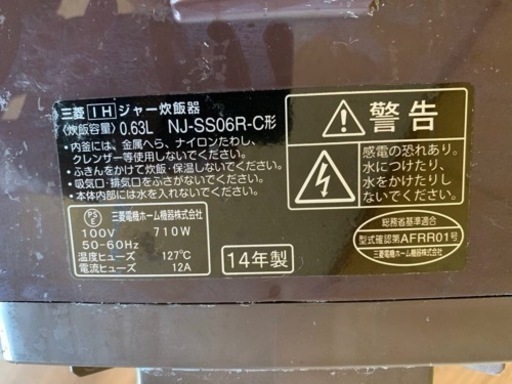 三菱 IH ジャー炊飯器
〈炊飯容量〉0.63L NJ-SS06R-C形
・内釜には、金属へら、ナイロンたわし、
クレンザー等使用しないでください。
・ふきんをかけて炊飯・保温しないでください。
・吸気口・排気口をふさがないでください。
・本体内部には水を入れないでください。
PS
E
三菱電機ホーム機器株式会社
100V 710W
50-60Hz
温度ヒューズ 127℃
電流ヒューズ 12A
14年製
警告
感電の恐れあり。
水につけたり、
水をかけたりし
ないでください。
総務省基準適合
型式確認第AFRR01号
三菱電機ホーム機器株式会社